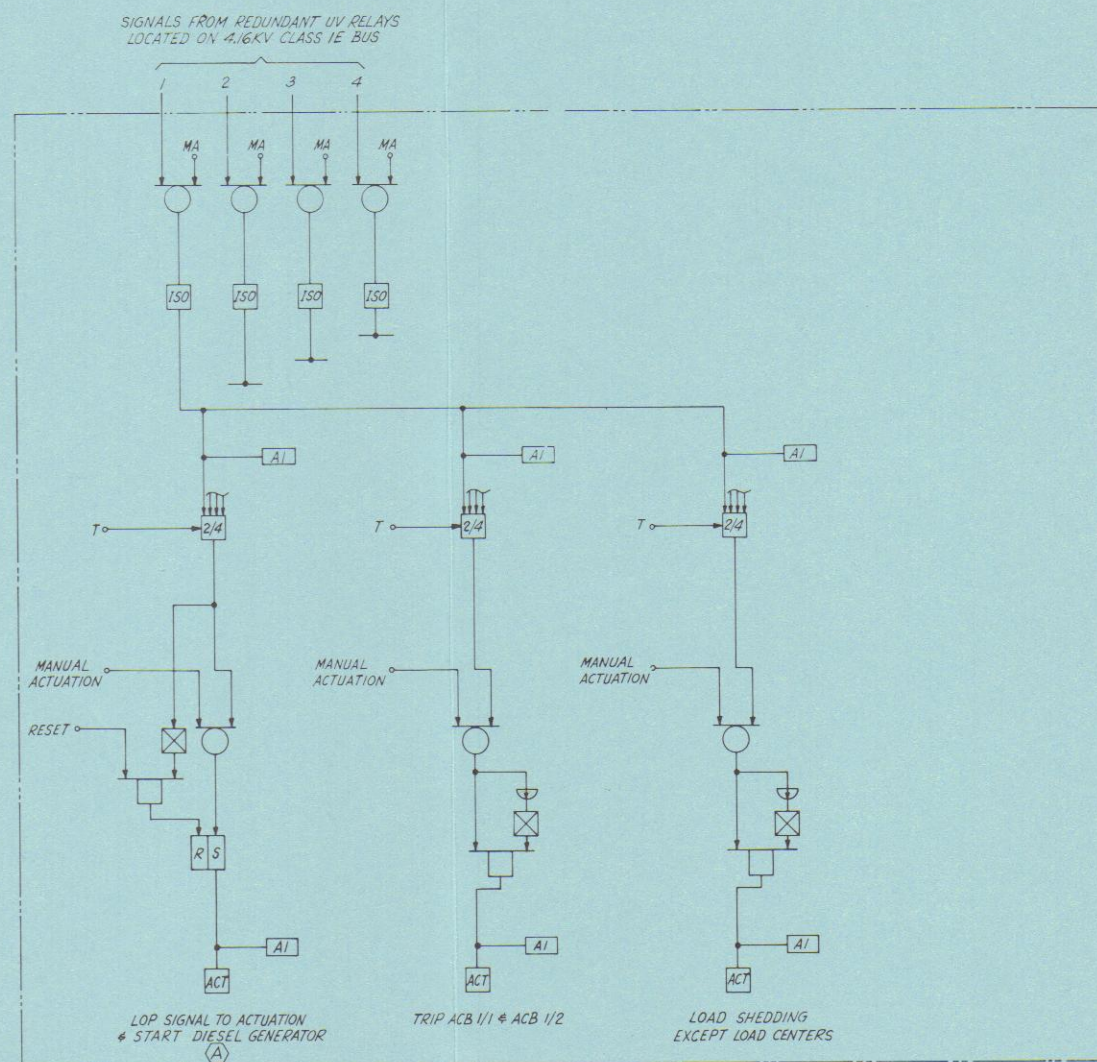 SIGNALS FROM REDUNDANT UV RELAYS
LOCATED ON 4.16KV CLASS IE BUS
1 2 3 4
MA MA MA MA
ISO ISO ISO ISO
AI AI AI
T 2/4 T 2/4 T 2/4
MANUAL
ACTUATION
MANUAL
ACTUATION
MANUAL
ACTUATION
RESET
R S
AI AI AI
ACT ACT ACT
LOP SIGNAL TO ACTUATION
& START DIESEL GENERATOR
A
TRIP ACB 1/1 & ACB 1/2
LOAD SHEDDING
EXCEPT LOAD CENTERS